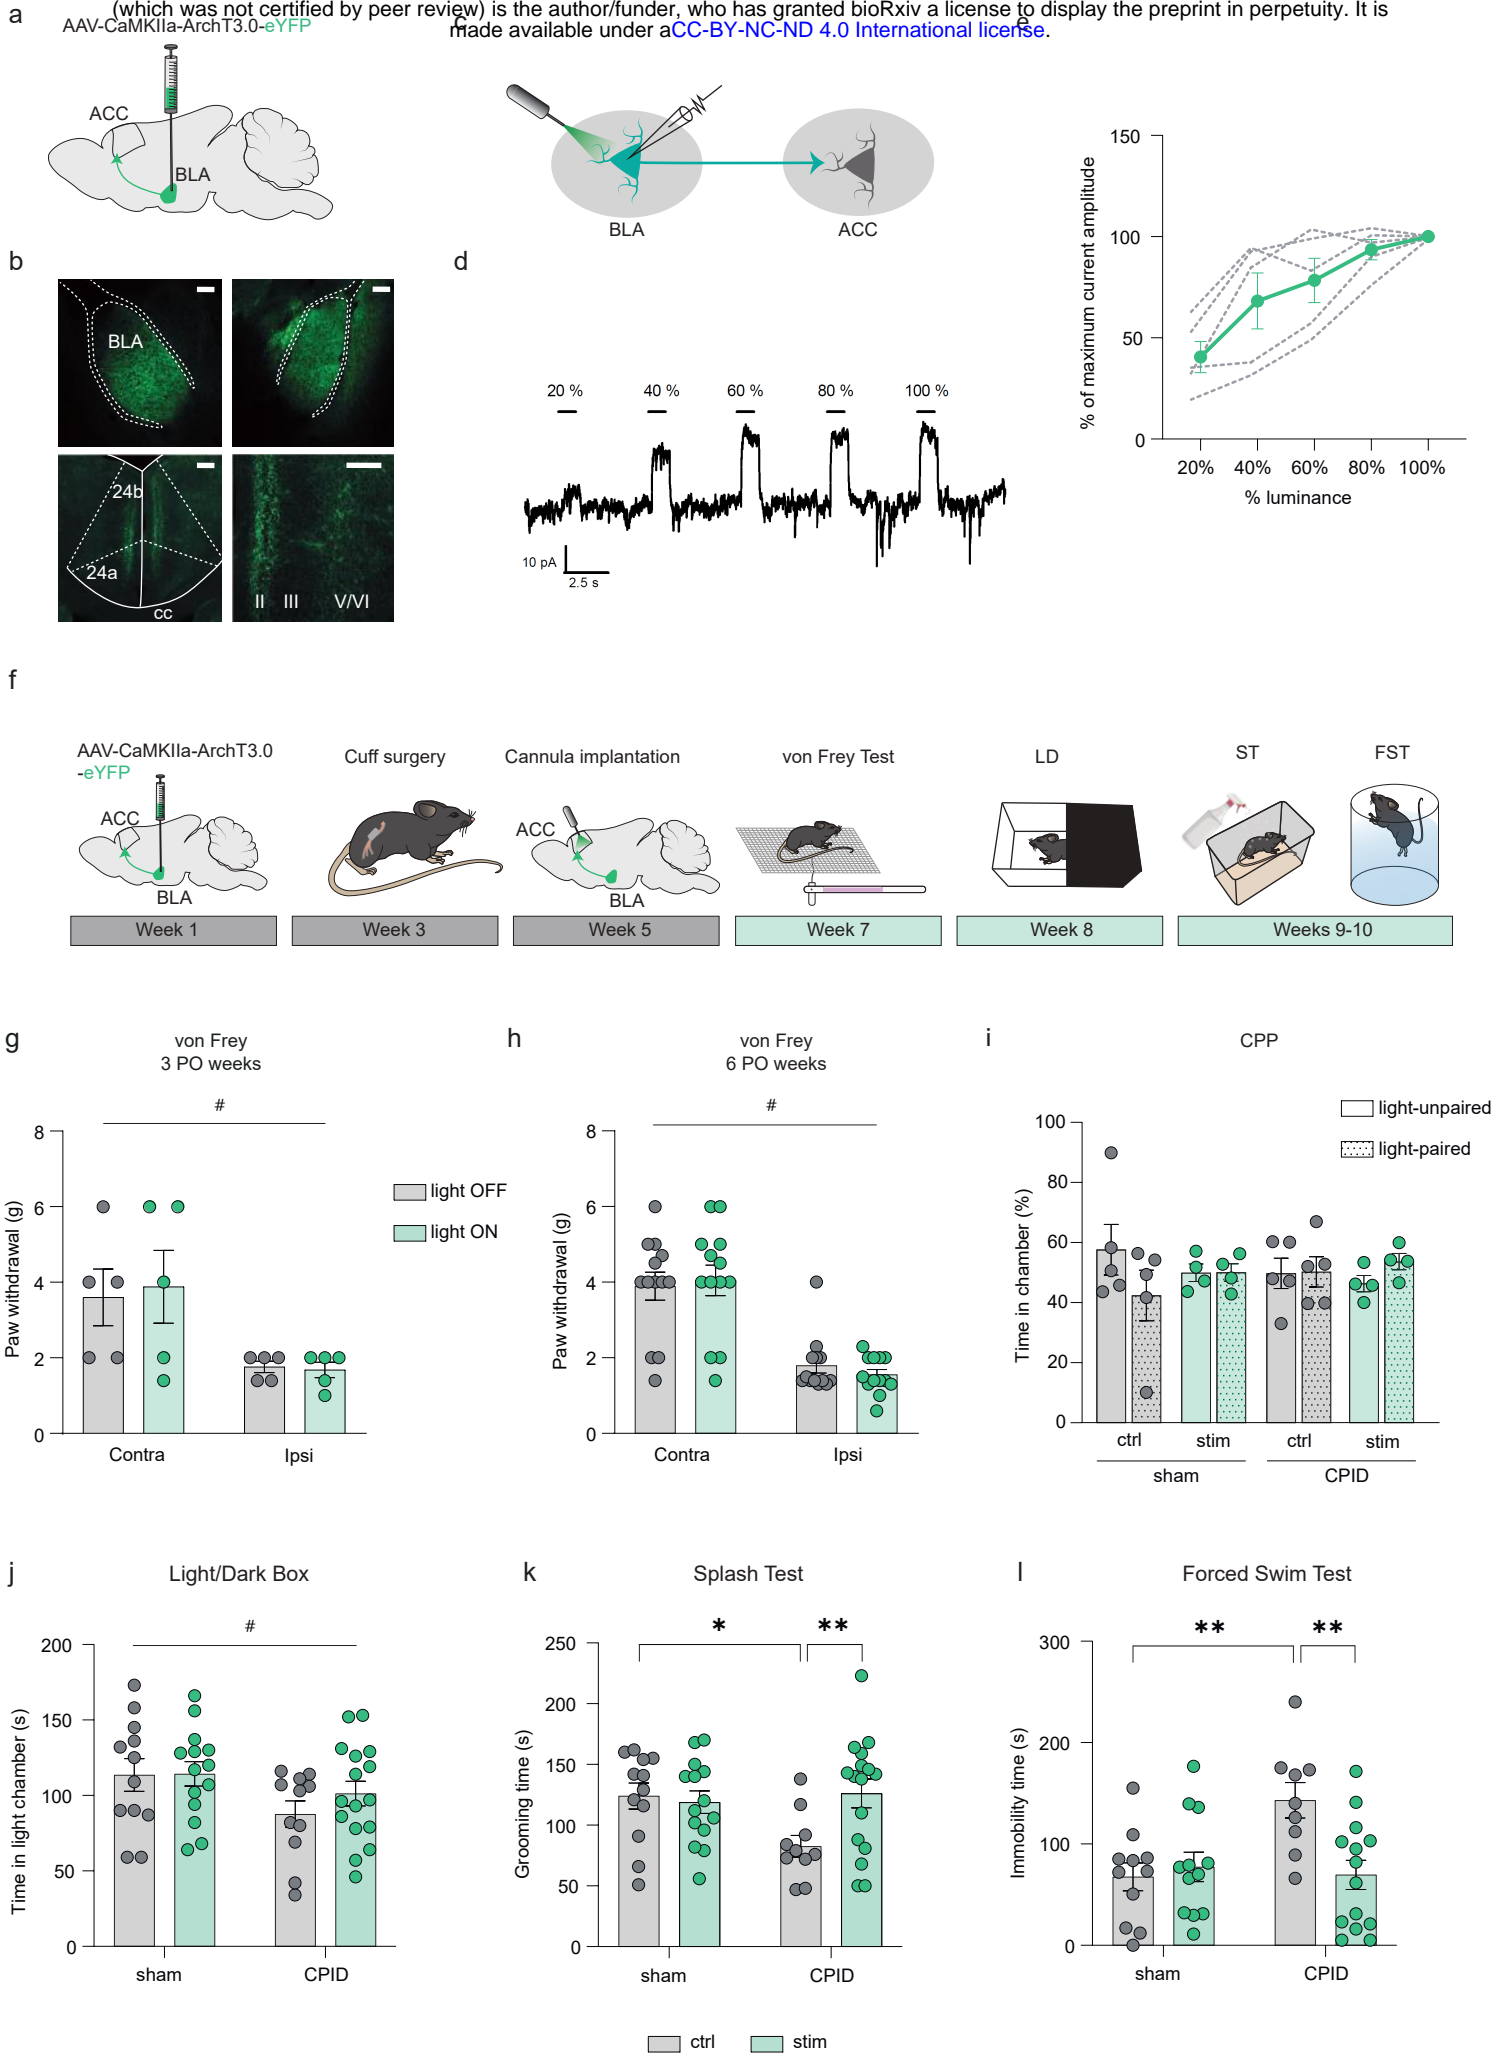 (which was not certified by peer review) is the author/funder, who has granted bioRxiv a license to display the preprint in perpetuity. It is
made available under aCC-BY-NC-ND 4.0 International license.
a
c
e
AAV-CaMKIIa-ArchT3.0-eYFP
ACC
BLA
BLA
ACC
b
BLA
24b
24a
cc
II III V/VI
d
20 % 40 % 60 % 80 % 100 %
10 pA
2.5 s
% of maximum current amplitude
150
100
50
0
20% 40% 60% 80% 100%
% luminance
f
AAV-CaMKIIa-ArchT3.0
-eYFP
ACC
BLA
Week 1
Cuff surgery
Week 3
Cannula implantation
ACC
BLA
Week 5
von Frey Test
Week 7
LD
Week 8
ST
FST
Weeks 9-10
g
von Frey
3 PO weeks
#
Paw withdrawal (g)
8
6
4
2
0
Contra Ipsi
light OFF
light ON
h
von Frey
6 PO weeks
#
Paw withdrawal (g)
8
6
4
2
0
Contra Ipsi
i
CPP
light-unpaired
light-paired
Time in chamber (%)
100
80
60
40
20
0
ctrl stim ctrl stim
sham CPID
j
Light/Dark Box
#
Time in light chamber (s)
200
150
100
50
0
sham CPID
k
Splash Test
* **
Grooming time (s)
250
200
150
100
50
0
sham CPID
l
Forced Swim Test
** **
Immobility time (s)
300
200
100
0
sham CPID
ctrl stim